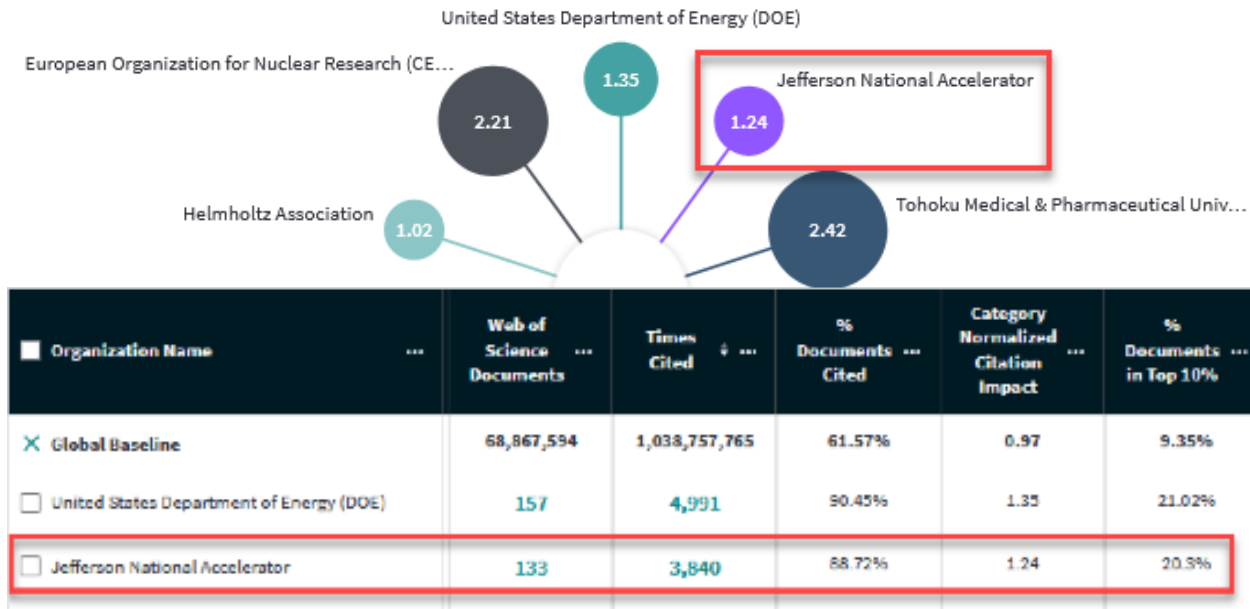 United States Department of Energy (DOE)
European Organization for Nuclear Research (CE...
1.35
Jefferson National Accelerator
2.21
1.24
Helmholtz Association
Tohoku Medical & Pharmaceutical Univ...
1.02
2.42
Organization Name ...
Web of
Science ...
Documents
Times
Cited ...
%
Documents ...
Cited
Category
Normalized
Citation ...
Impact
%
Documents ...
in Top 10%
Global Baseline 68,867,594 1,038,757,765 61.57% 0.97 9.35%
United States Department of Energy (DOE) 157 4,991 90.45% 1.35 21.02%
Jefferson National Accelerator 133 3,840 88.72% 1.24 20.3%